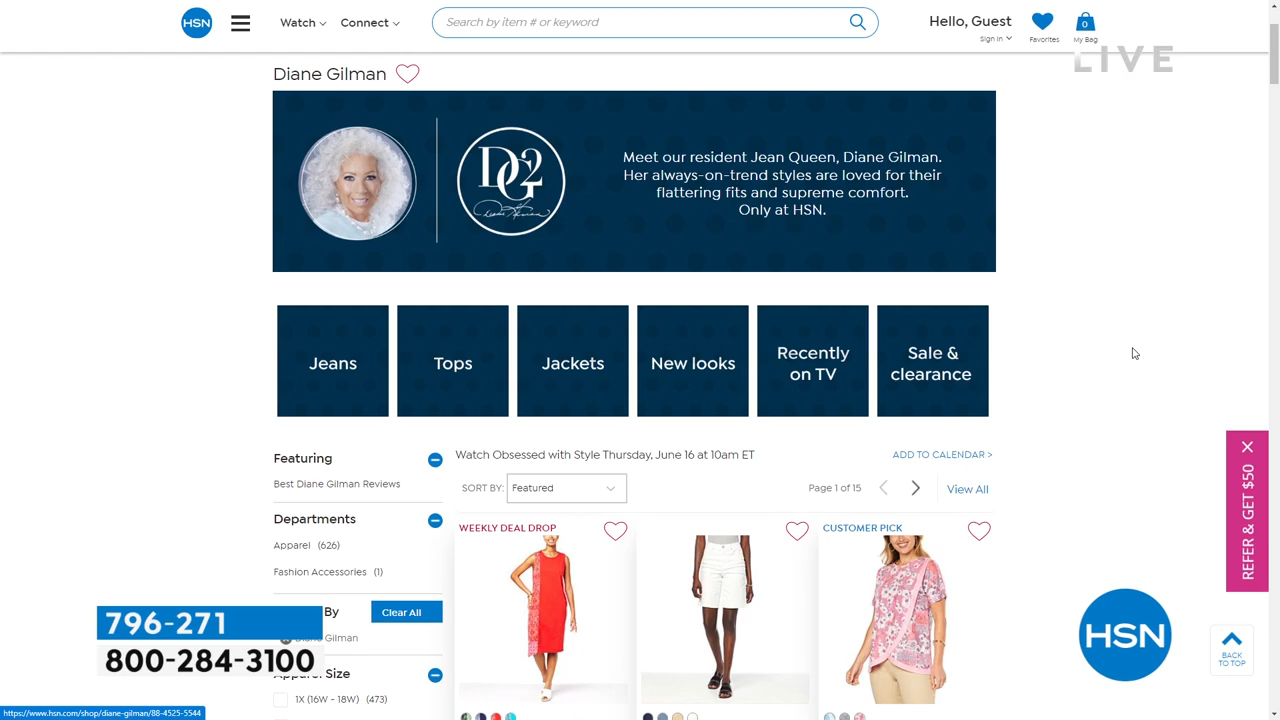 HSN
Watch
Connect
Search by item # or keyword
Hello, Guest
Sign In
Favorites
0
My Bag
LIVE
Diane Gilman
DG2
Diane Gilman
Meet our resident Jean Queen, Diane Gilman.
Her always-on-trend styles are loved for their
flattering fits and supreme comfort.
Only at HSN.
Jeans
Tops
Jackets
New looks
Recently
on TV
Sale &
clearance
Featuring
Best Diane Gilman Reviews
Departments
Apparel (626)
Fashion Accessories (1)
By
Clear All
Diane Gilman
Apparel Size
1X (16W - 18W) (473)
Watch Obsessed with Style Thursday, June 16 at 10am ET
ADD TO CALENDAR >
SORT BY:
Featured
Page 1 of 15
View All
WEEKLY DEAL DROP
CUSTOMER PICK
REFER & GET $50
796-271
800-284-3100
HSN
BACK
TO TOP
https://www.hsn.com/shop/diane-gilman/88-4525-5544